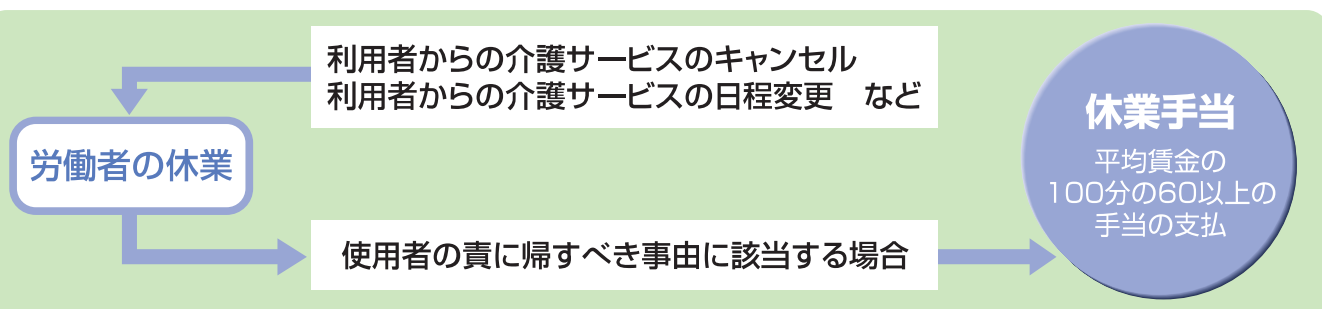 利用者からの介護サービスのキャンセル
利用者からの介護サービスの日程変更　など
労働者の休業
使用者の責に帰すべき事由に該当する場合
休業手当
平均賃金の
100分の60以上の
手当の支払